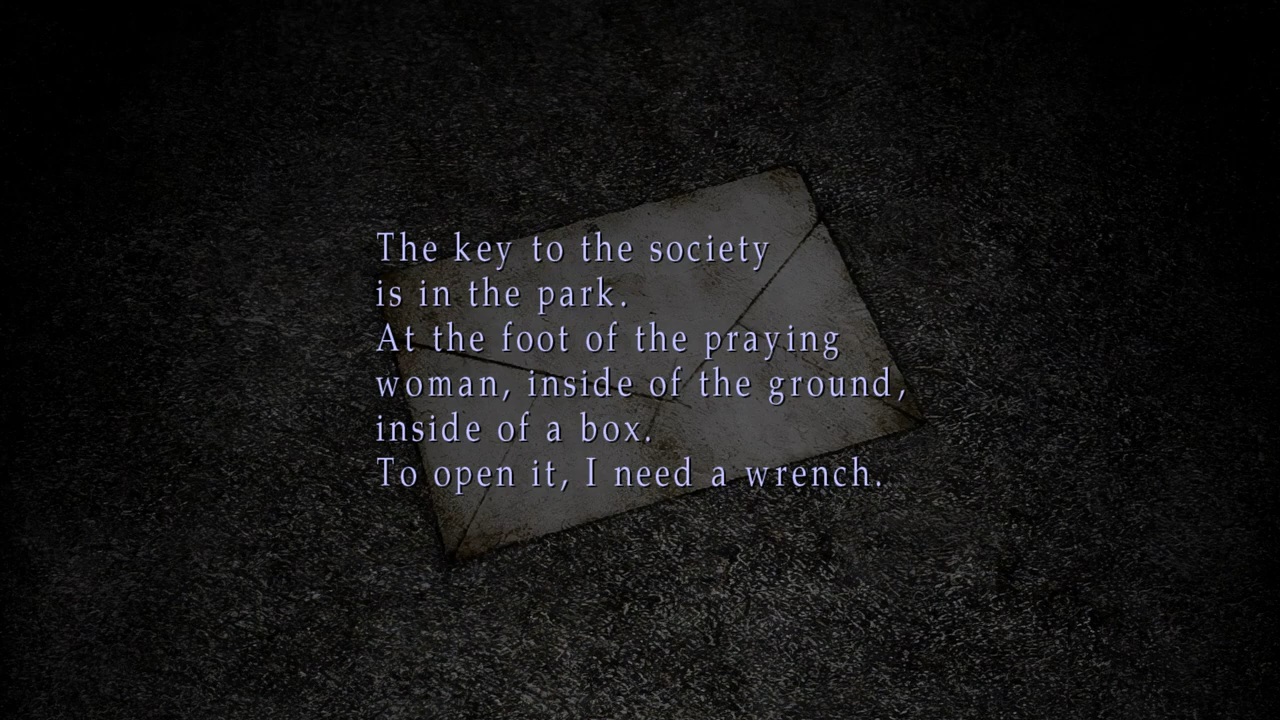 The key to the society
is in the park.
At the foot of the praying
woman, inside of the ground,
inside of a box.
To open it, I need a wrench.